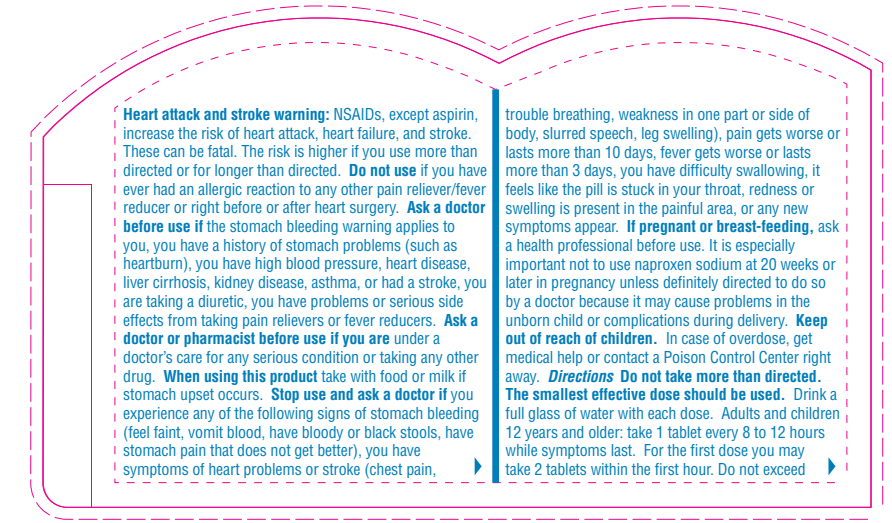 Heart attack and stroke warning: NSAIDs, except aspirin,
increase the risk of heart attack, heart failure, and stroke.
These can be fatal. The risk is higher if you use more than
directed or for longer than directed. Do not use if you have
ever had an allergic reaction to any other pain reliever/fever
reducer or right before or after heart surgery. Ask a doctor
before use if the stomach bleeding warning applies to
you, you have a history of stomach problems (such as
heartburn), you have high blood pressure, heart disease,
liver cirrhosis, kidney disease, asthma, or had a stroke, you
are taking a diuretic, you have problems or serious side
effects from taking pain relievers or fever reducers. Ask a
doctor or pharmacist before use if you are under a
doctor's care for any serious condition or taking any other
drug. When using this product take with food or milk if
stomach upset occurs. Stop use and ask a doctor if you
experience any of the following signs of stomach bleeding
(feel faint, vomit blood, have bloody or black stools, have
stomach pain that does not get better), you have
symptoms of heart problems or stroke (chest pain,
trouble breathing, weakness in one part or side of
body, slurred speech, leg swelling), pain gets worse or
lasts more than 10 days, fever gets worse or lasts
more than 3 days, you have difficulty swallowing, it
feels like the pill is stuck in your throat, redness or
swelling is present in the painful area, or any new
symptoms appear. If pregnant or breast-feeding, ask
a health professional before use. It is especially
important not to use naproxen sodium at 20 weeks or
later in pregnancy unless definitely directed to do so
by a doctor because it may cause problems in the
unborn child or complications during delivery. Keep
out of reach of children. In case of overdose, get
medical help or contact a Poison Control Center right
away. Directions Do not take more than directed.
The smallest effective dose should be used. Drink a
full glass of water with each dose. Adults and children
12 years and older: take 1 tablet every 8 to 12 hours
while symptoms last. For the first dose you may
take 2 tablets within the first hour. Do not exceed